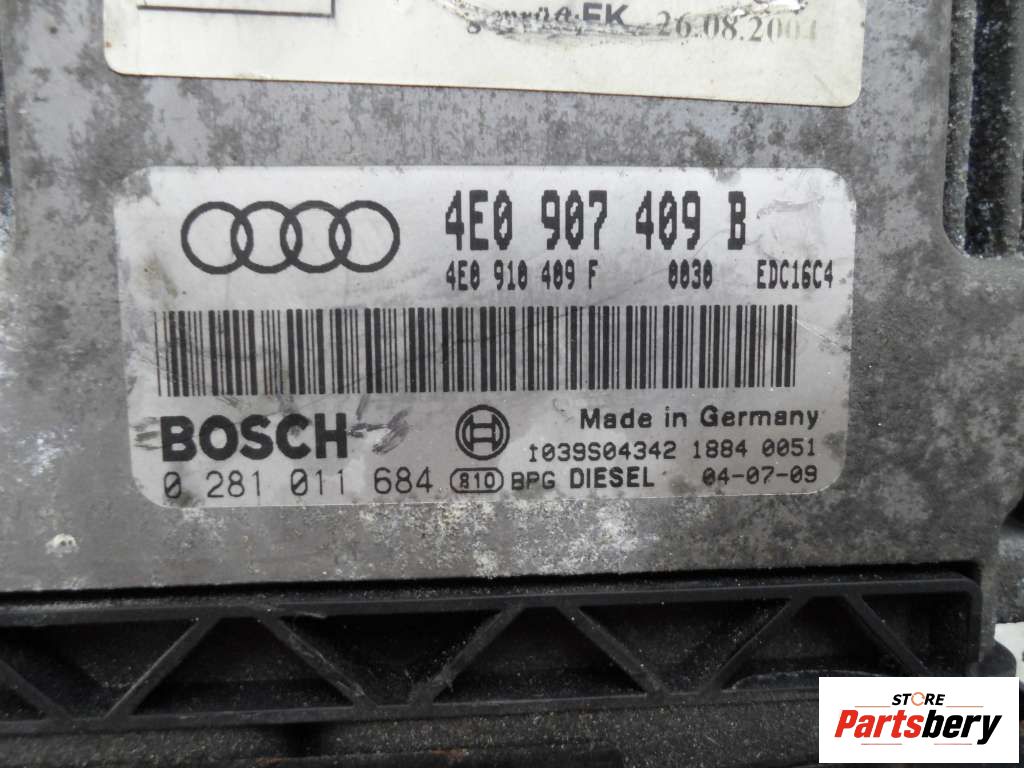 FK 26.08.2004
4E0 907 409 B
4E0 910 409 F 0030 EDC16C4
BOSCH
Made in Germany
1039S04342 1884 0051
0 281 011 684 810 BPG DIESEL 04-07-09
STORE
Partsbery